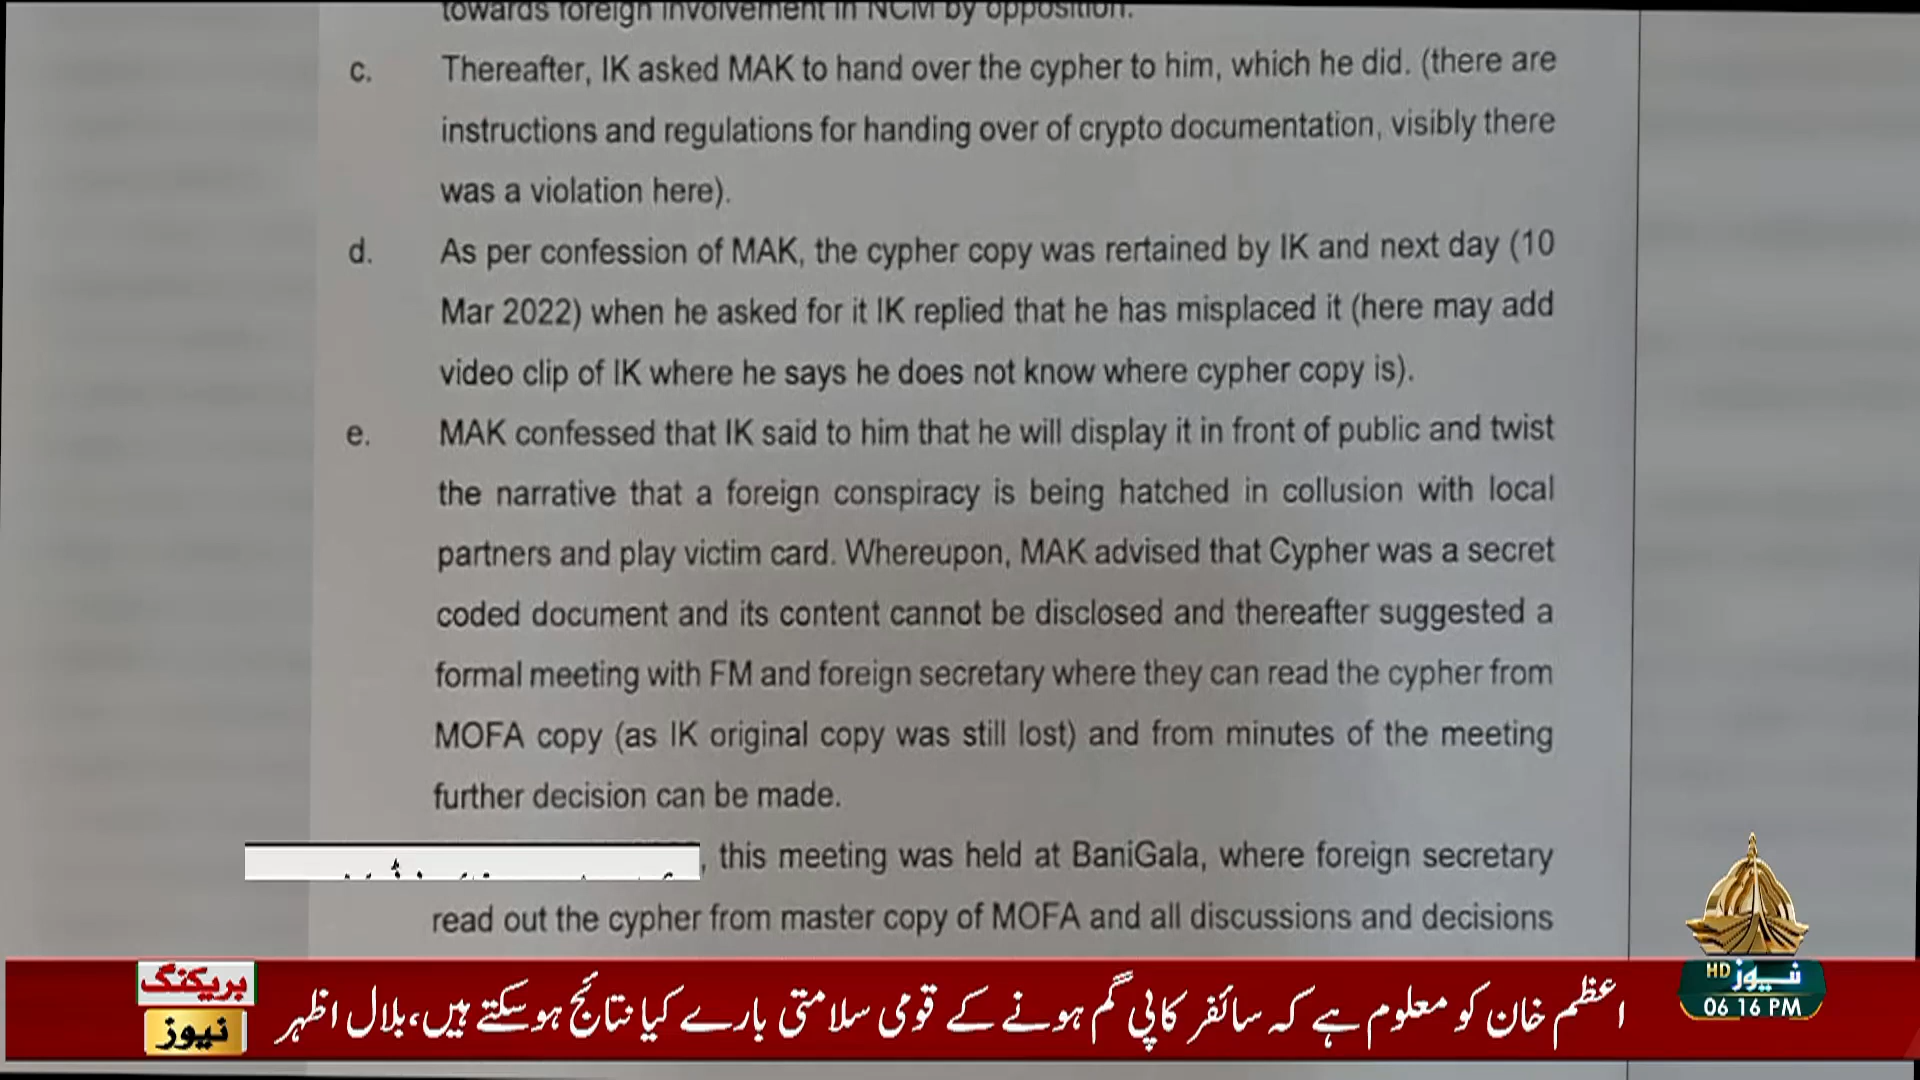 towards foreign involvement in NCM by opposition.
c. Thereafter, IK asked MAK to hand over the cypher to him, which he did. (there are
instructions and regulations for handing over of crypto documentation, visibly there
was a violation here).
d. As per confession of MAK, the cypher copy was rertained by IK and next day (10
Mar 2022) when he asked for it IK replied that he has misplaced it (here may add
video clip of IK where he says he does not know where cypher copy is).
e. MAK confessed that IK said to him that he will display it in front of public and twist
the narrative that a foreign conspiracy is being hatched in collusion with local
partners and play victim card. Whereupon, MAK advised that Cypher was a secret
coded document and its content cannot be disclosed and thereafter suggested a
formal meeting with FM and foreign secretary where they can read the cypher from
MOFA copy (as IK original copy was still lost) and from minutes of the meeting
further decision can be made.
, this meeting was held at BaniGala, where foreign secretary
read out the cypher from master copy of MOFA and all discussions and decisions
بریکنگ
نیوز
اعظم خان کو معلوم ہے کہ سائفر کاپی گم ہونے کے قومی سلامتی بارے کیا نتائج ہوسکتے ہیں،بلال اظہر
نیوز HD
06 16 PM